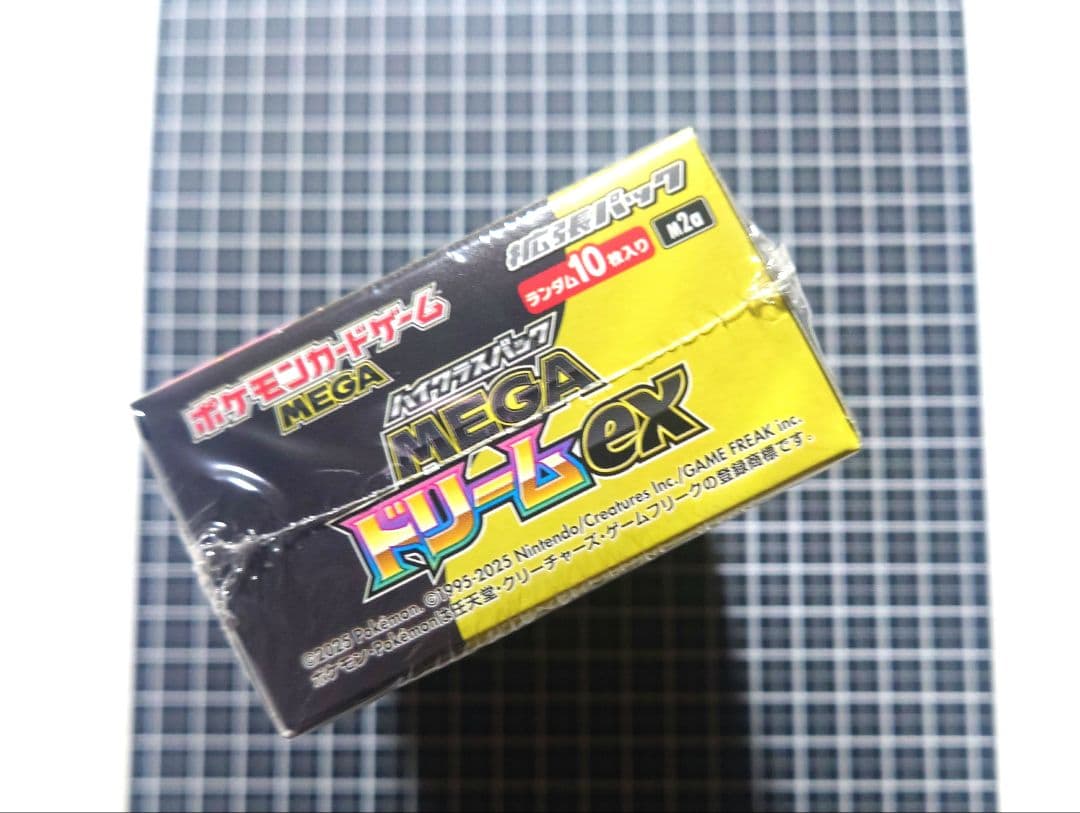 ポケモンカードゲーム
MEGA
拡張パック
ランダム10枚入り
M2a
ハイクラスパック
MEGA
ドリームex
©2025 Pokémon. ©1995-2025 Nintendo/Creatures Inc./GAME FREAK inc.
ポケモン・Pokémonは任天堂・クリーチャーズ・ゲームフリークの登録商標です。